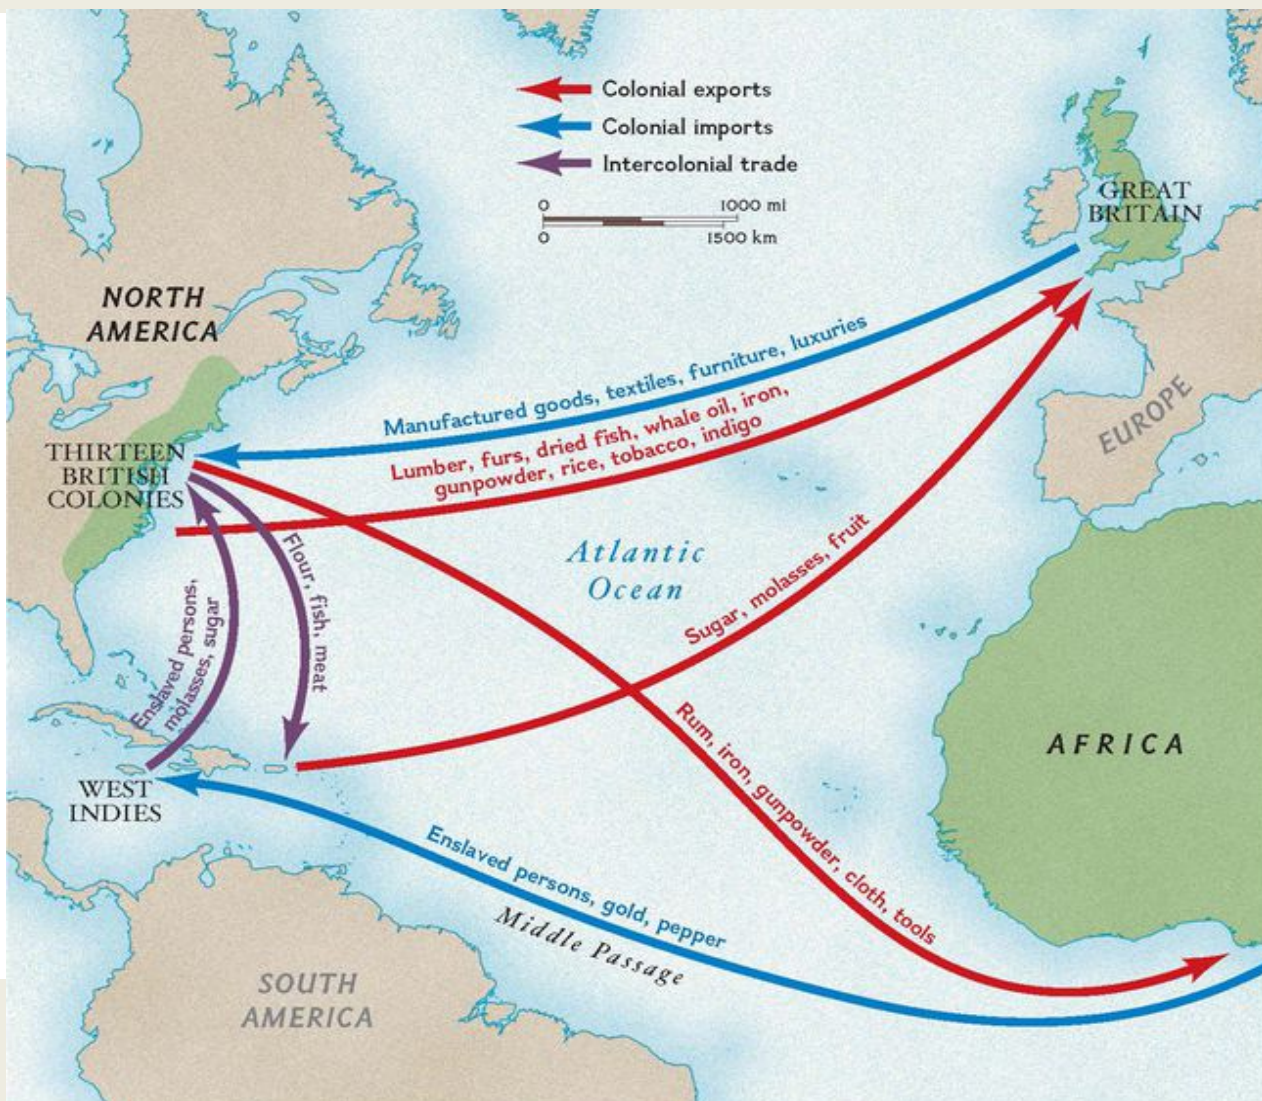 Colonial exports
Colonial imports
Intercolonial trade
0 1000 mi
0 1500 km
GREAT
BRITAIN
NORTH
AMERICA
EUROPE
Manufactured goods, textiles, furniture, luxuries
Lumber, furs, dried fish, whale oil, iron,
gunpowder, rice, tobacco, indigo
THIRTEEN
BRITISH
COLONIES
Atlantic
Ocean
Flour, fish, meat
Enslaved persons,
molasses, sugar
Sugar, molasses, fruit
Rum, iron, gunpowder, cloth, tools
AFRICA
WEST
INDIES
Enslaved persons, gold, pepper
Middle Passage
SOUTH
AMERICA